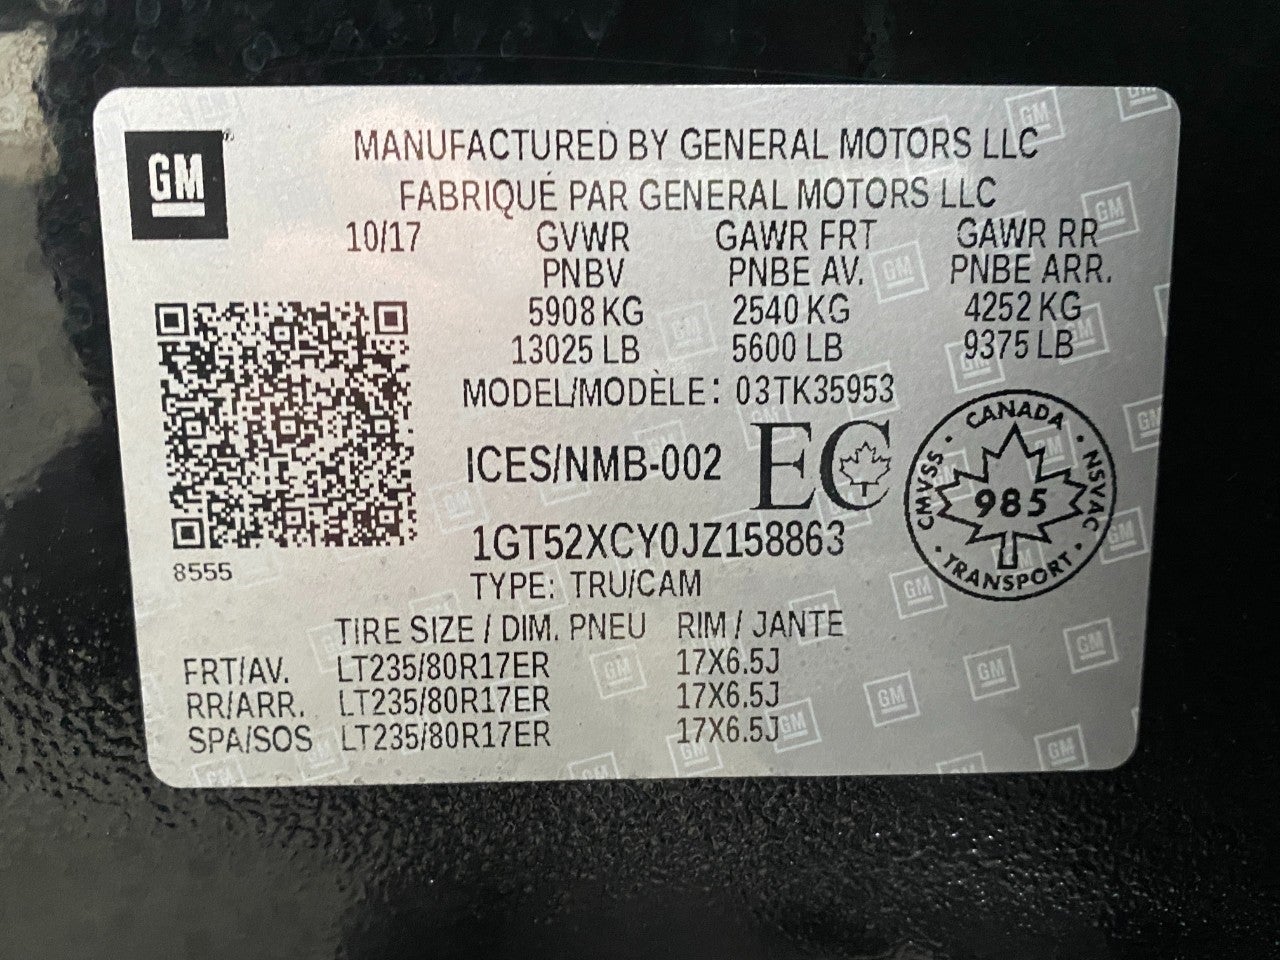 GM
MANUFACTURED BY GENERAL MOTORS LLC
FABRIQUÉ PAR GENERAL MOTORS LLC
10/17 GVWR GAWR FRT GAWR RR
PNBV PNBE AV. PNBE ARR.
5908 KG 2540 KG 4252 KG
13025 LB 5600 LB 9375 LB
MODEL/MODÈLE: 03TK35953
ICES/NMB-002 EC
CANADA · NSVAC · TRANSPORT · CMVSS ·
985
1GT52XCY0JZ158863
8555
TYPE: TRU/CAM
TIRE SIZE / DIM. PNEU RIM / JANTE
FRT/AV. LT235/80R17ER 17X6.5J
RR/ARR. LT235/80R17ER 17X6.5J
SPA/SOS LT235/80R17ER 17X6.5J